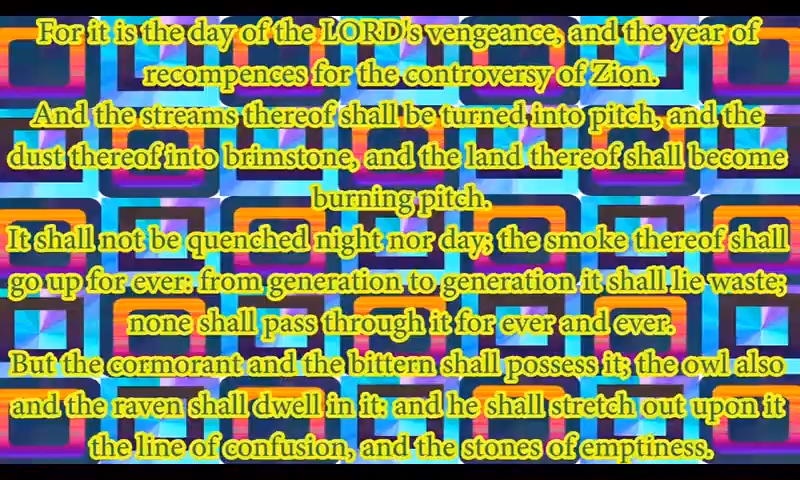 For it is the day of the LORD's vengeance, and the year of
recompences for the controversy of Zion.
And the streams thereof shall be turned into pitch, and the
dust thereof into brimstone, and the land thereof shall become
burning pitch.
It shall not be quenched night nor day; the smoke thereof shall
go up for ever: from generation to generation it shall lie waste;
none shall pass through it for ever and ever.
But the cormorant and the bittern shall possess it; the owl also
and the raven shall dwell in it: and he shall stretch out upon it
the line of confusion, and the stones of emptiness.